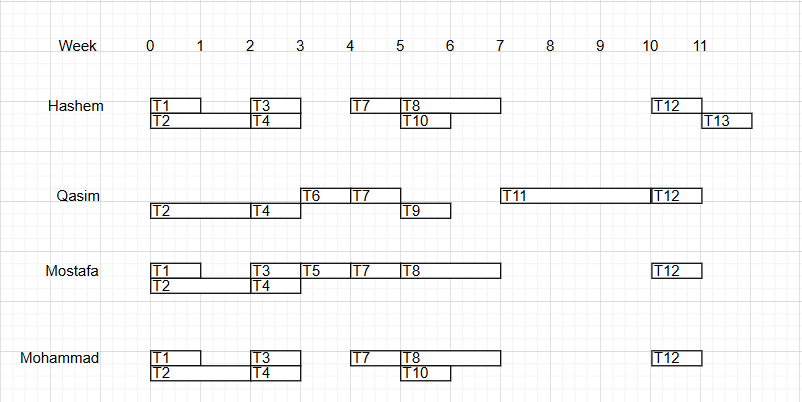 Week 0 1 2 3 4 5 6 7 8 9 10 11
Hashem T1 T3 T7 T8 T12
T2 T4 T10 T13
Qasim T6 T7 T11 T12
T2 T4 T9
Mostafa T1 T3 T5 T7 T8 T12
T2 T4
Mohammad T1 T3 T7 T8 T12
T2 T4 T10